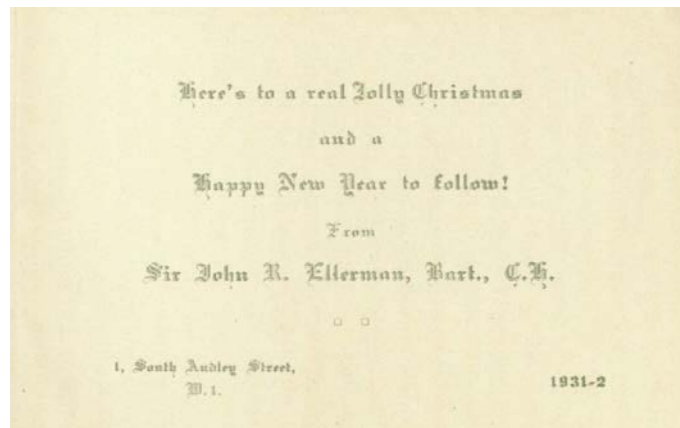 Here's to a real Jolly Christmas
and a
Happy New Year to follow!
From
Sir John R. Ellerman, Bart., C.H.
1, South Audley Street,
W.1.
1931-2